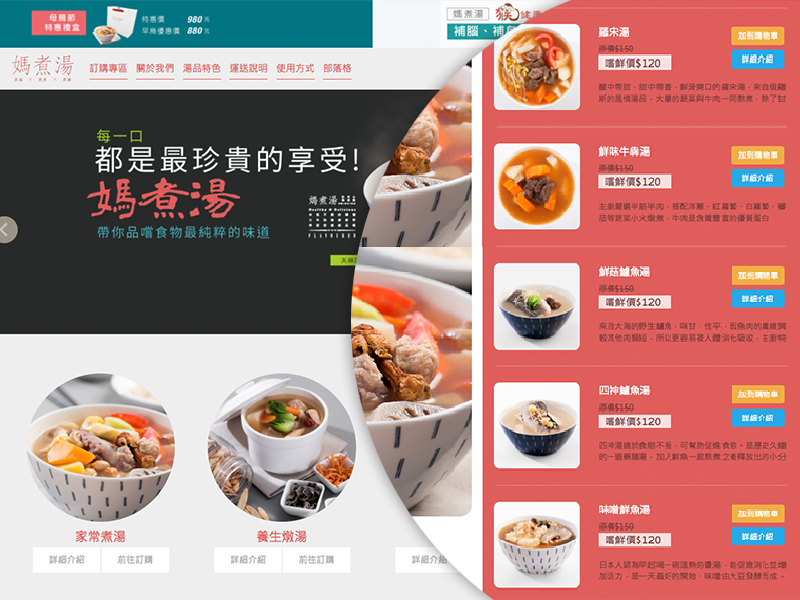 母親節
特惠禮盒
特惠價 980元
早鳥優惠價 880元
媽煮湯
訂購專區 關於我們 湯品特色 運送說明 使用方式 部落格
每一口
都是最珍貴的享受!
媽煮湯
帶你品嚐食物最純粹的味道
媽煮湯
家常煮湯
詳細介紹 前往訂購
養生燉湯
詳細介紹 前往訂購
詳細介紹
媽煮湯
補腦、補
羅宋湯
原價$150
嚐鮮價$120
加到購物車
詳細介紹
酸中帶甜，甜中帶香，鮮滑爽口的羅宋湯，來自俄羅
斯的風情湯品，大量的蔬菜與牛肉一同熬煮，除了甘
鮮味牛犇湯
原價$150
嚐鮮價$120
加到購物車
詳細介紹
主廚嚴選半筋半肉，搭配洋蔥、紅蘿蔔、白蘿蔔、番
茄等蔬菜小火燉煮，牛肉是含鐵豐富的優質蛋白
鮮菇鱸魚湯
原價$150
嚐鮮價$120
加到購物車
詳細介紹
來自大海的野生鱸魚，味甘、性平，因魚肉的纖維質
較其他肉類短，所以更容易被人體消化吸收，主廚特
四神鱸魚湯
原價$150
嚐鮮價$120
加到購物車
詳細介紹
四神湯適於食慾不振，可幫助促進食慾。是歷史久遠
的一道藥膳湯，加入鮮魚一起熬煮之後釋放出的小分
味噌鮮魚湯
原價$150
嚐鮮價$120
加到購物車
詳細介紹
日本人認為早起喝一碗溫熱的醬湯，能促進消化並增
加活力，是一天最好的開始，味噌由大豆發酵而成，